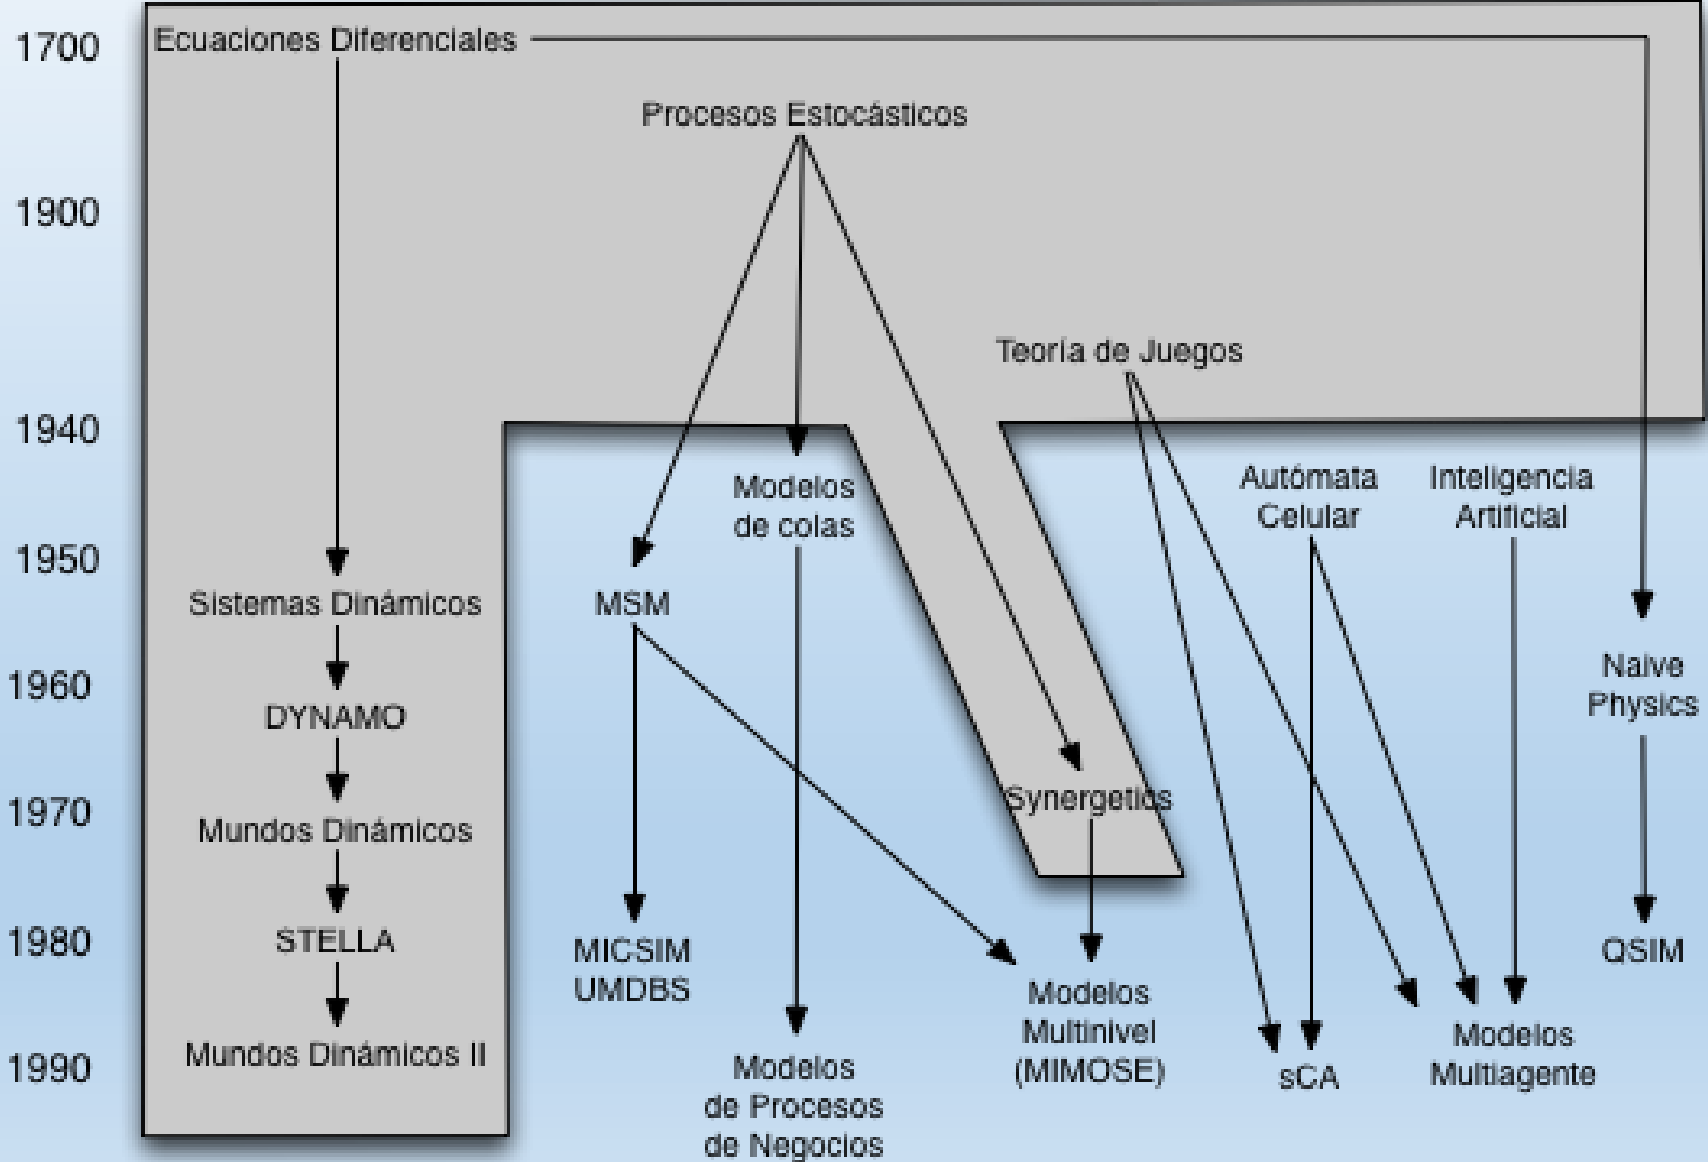 1700
Ecuaciones Diferenciales
Procesos Estocásticos
1900
Teoría de Juegos
1940
Modelos
de colas
Autómata
Celular
Inteligencia
Artificial
1950
Sistemas Dinámicos
MSM
1960
Naive
Physics
DYNAMO
1970
Synergetics
Mundos Dinámicos
1980
STELLA
MICSIM
UMDBS
QSIM
Modelos
Multinivel
(MIMOSE)
Modelos
Multiagente
1990
Mundos Dinámicos II
Modelos
de Procesos
de Negocios
sCA